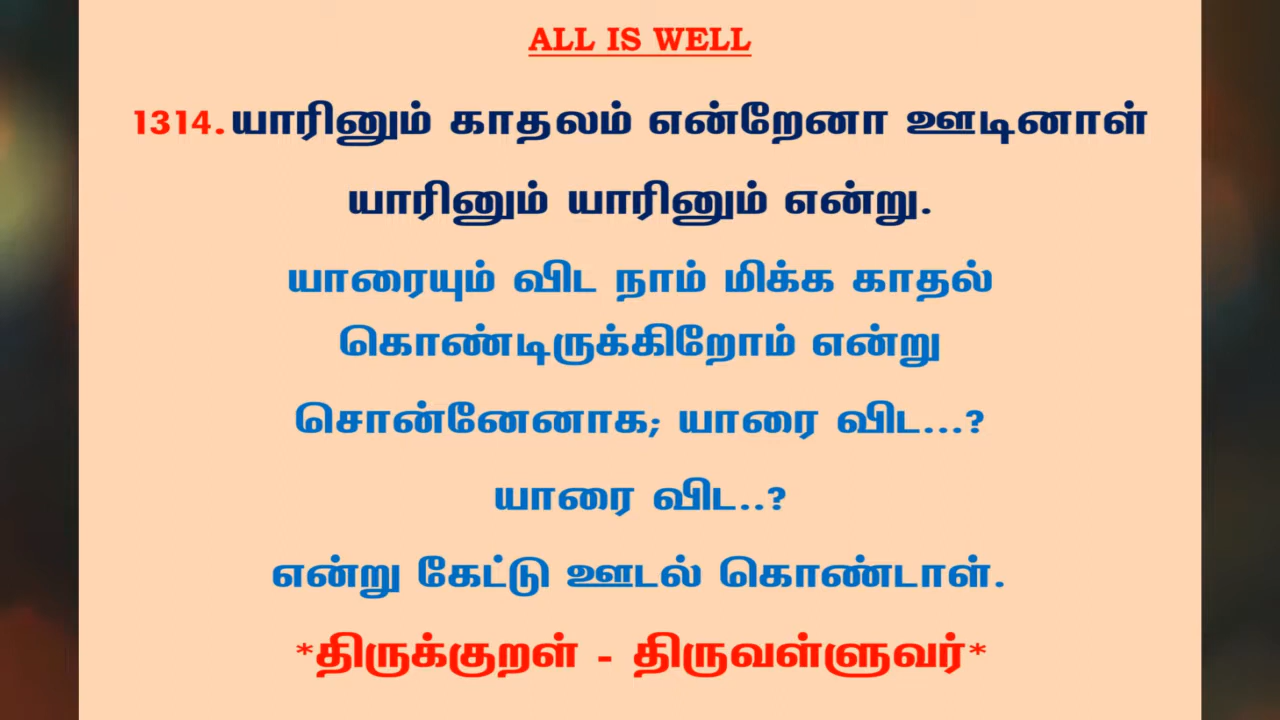 ALL IS WELL
1314.யாரினும் காதலம் என்றேனா ஊடினாள்
யாரினும் யாரினும் என்று.
யாரையும் விட நாம் மிக்க காதல்
கொண்டிருக்கிறோம் என்று
சொன்னேனாக; யாரை விட...?
யாரை விட..?
என்று கேட்டு ஊடல் கொண்டாள்.
*திருக்குறள் - திருவள்ளுவர்*